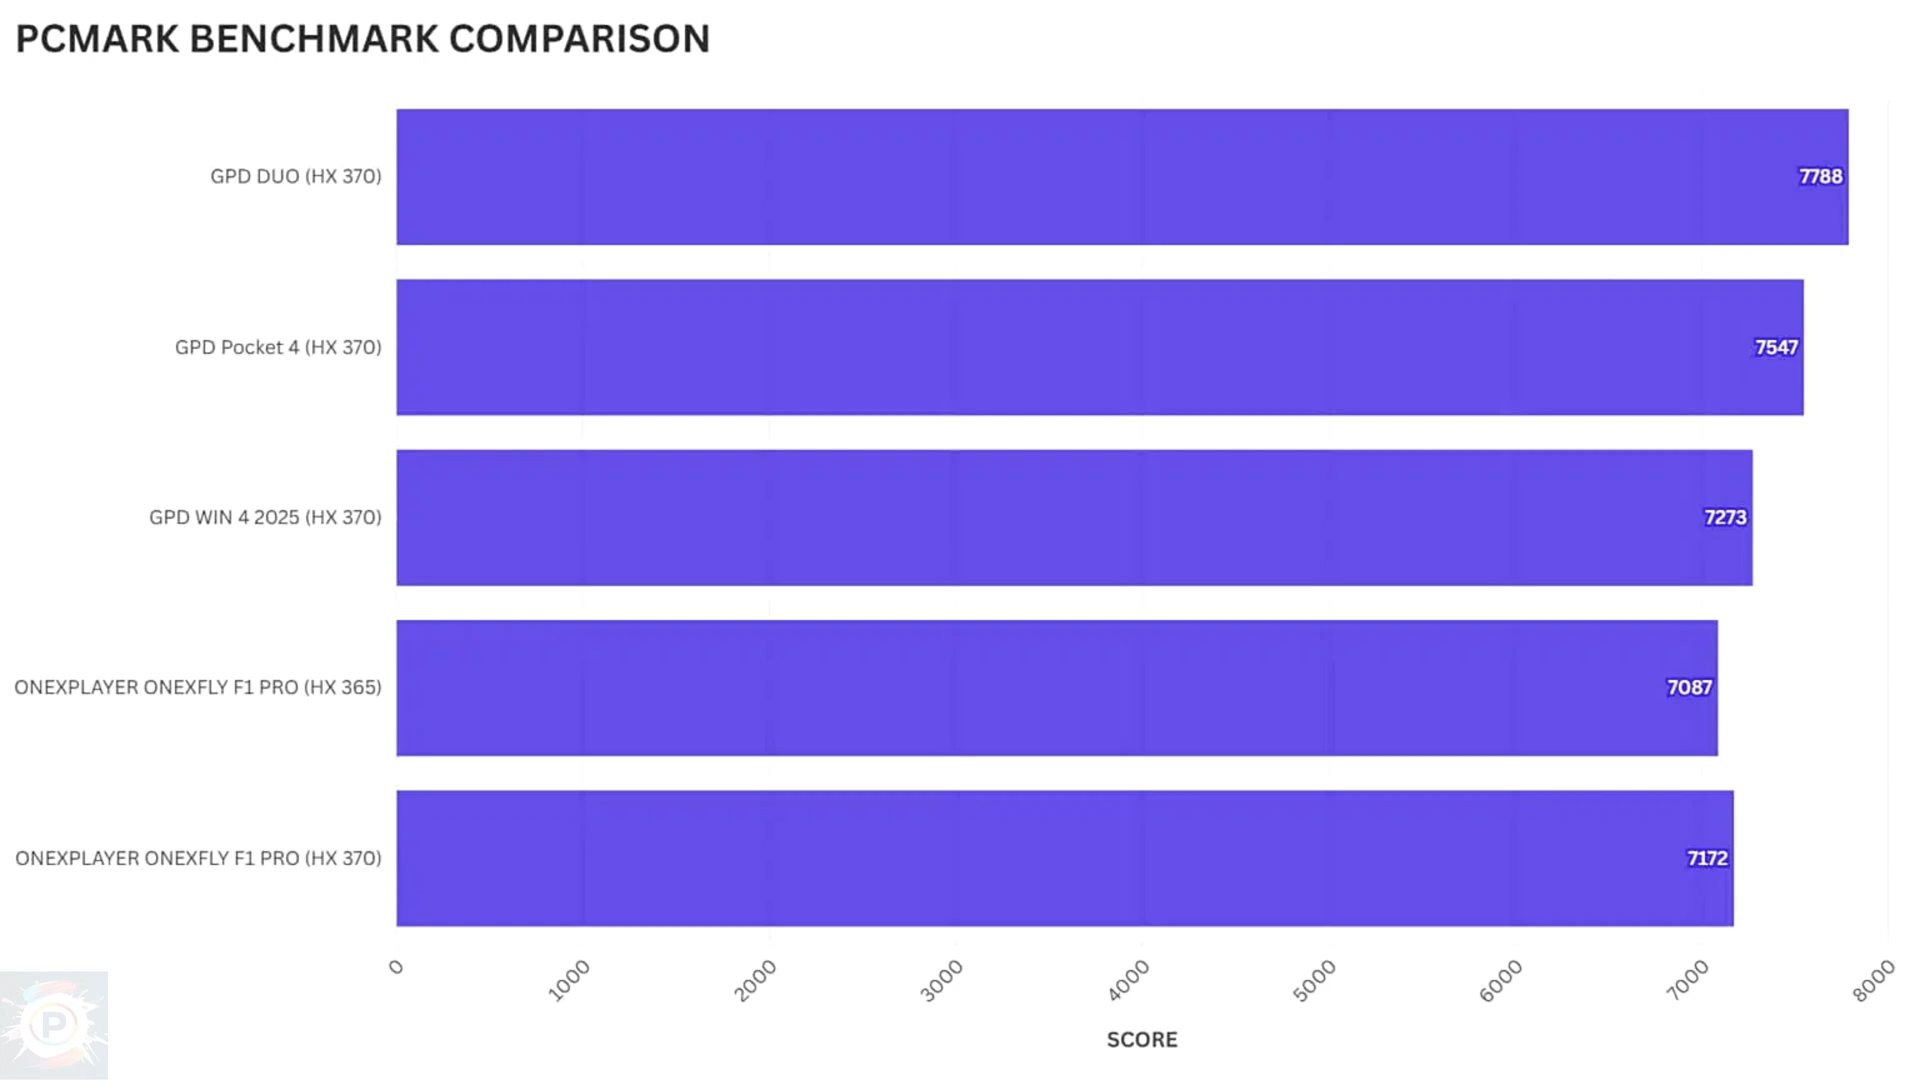 PCMARK BENCHMARK COMPARISON
GPD DUO (HX 370)
7788
GPD Pocket 4 (HX 370)
7547
GPD WIN 4 2025 (HX 370)
7273
ONEXPLAYER ONEXFLY F1 PRO (HX 365)
7087
ONEXPLAYER ONEXFLY F1 PRO (HX 370)
7172
0 1000 2000 3000 4000 5000 6000 7000 8000
SCORE
P